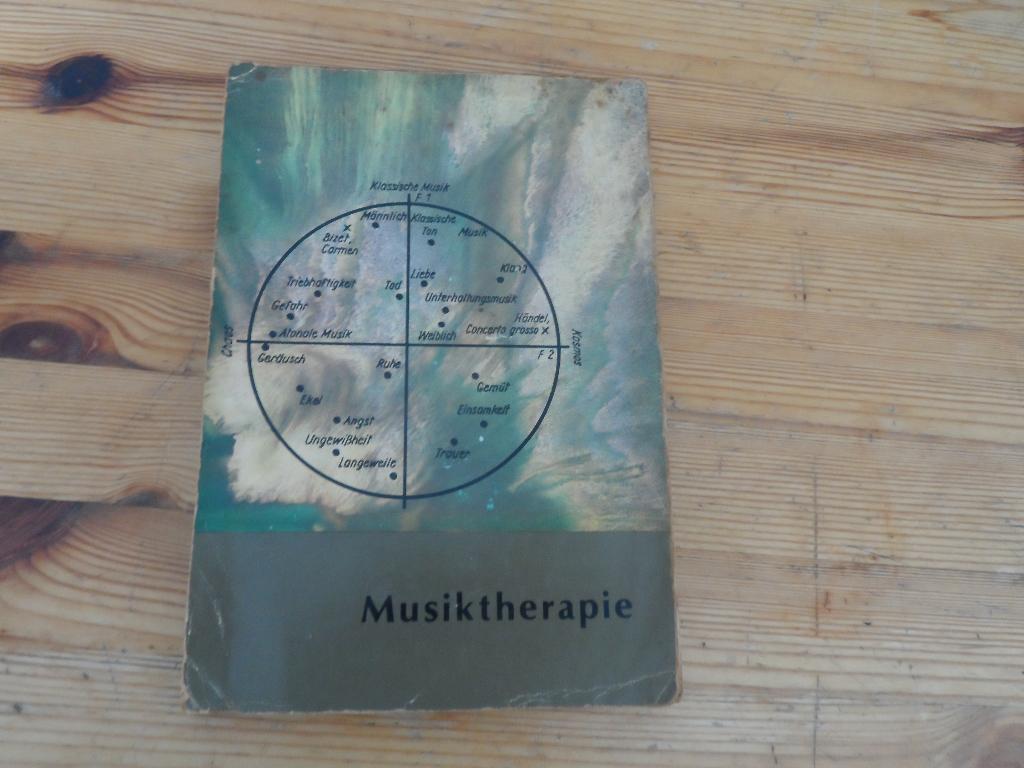 Klassische Musik
F 1
Männlich
Klassische
Musik
Bizet,
Carmen
Ton
Klang
Triebhaftigkeit
Tod
Liebe
Unterhaltungsmusik
Gefahr
Händel,
Concerto grosso
Atonale Musik
Weiblich
Chaos
Kosmos
F 2
Geräusch
Ruhe
Gemüt
Ekel
Einsamkeit
Angst
Ungewißheit
Trauer
Langeweile
Musiktherapie